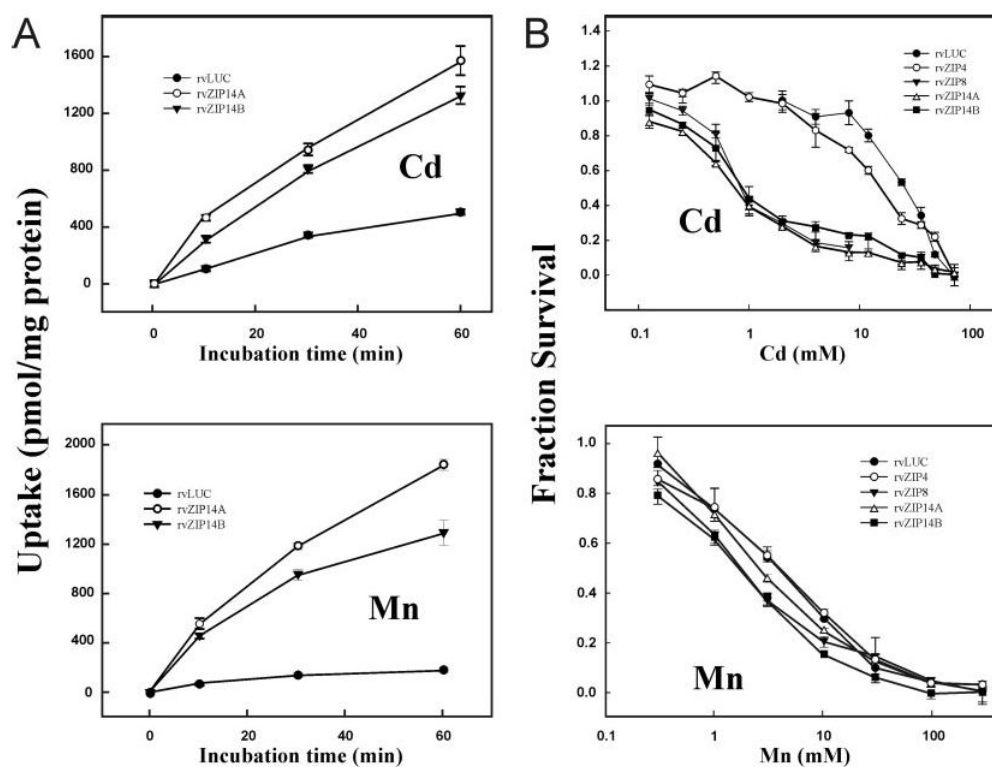 A
Uptake (pmol/mg protein)
1600
1200
800
400
0
rvLUC
rvZIP14A
rvZIP14B
Cd
0 20 40 60
Incubation time (min)
2000
1600
1200
800
400
0
rvLUC
rvZIP14A
rvZIP14B
Mn
0 20 40 60
Incubation time (min)
B
Fraction Survival
1.4
1.2
1.0
0.8
0.6
0.4
0.2
0.0
rvLUC
rvZIP4
rvZIP8
rvZIP14A
rvZIP14B
Cd
0.1 1 10 100
Cd (mM)
1.0
0.8
0.6
0.4
0.2
0.0
rvLUC
rvZIP4
rvZIP8
rvZIP14A
rvZIP14B
Mn
0.1 1 10 100
Mn (mM)